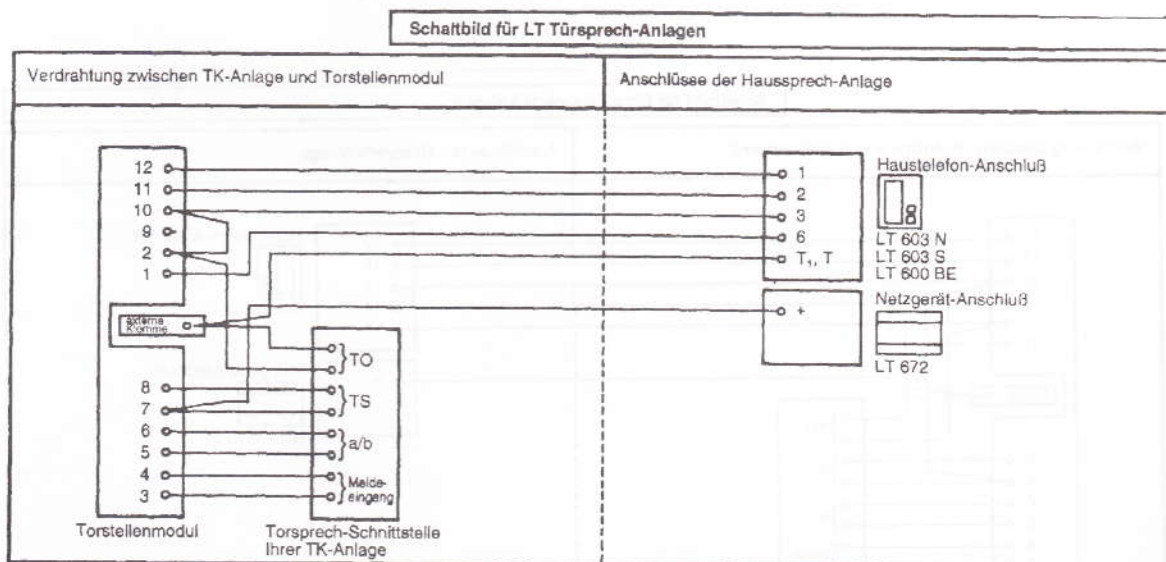 Schaltbild für LT Türsprech-Anlagen
Verdrahtung zwischen TK-Anlage und Torstellenmodul
Anschlüsse der Haussprech-Anlage
12
11
10
9
2
1
externe
Klemme
8
7
6
5
4
3
Torstellenmodul
TO
TS
a/b
Melde-
eingang
Torsprech-Schnittstelle
Ihrer TK-Anlage
1
2
3
6
T₁, T
Haustelefon-Anschluß
LT 603 N
LT 603 S
LT 600 BE
+
Netzgerät-Anschluß
LT 672